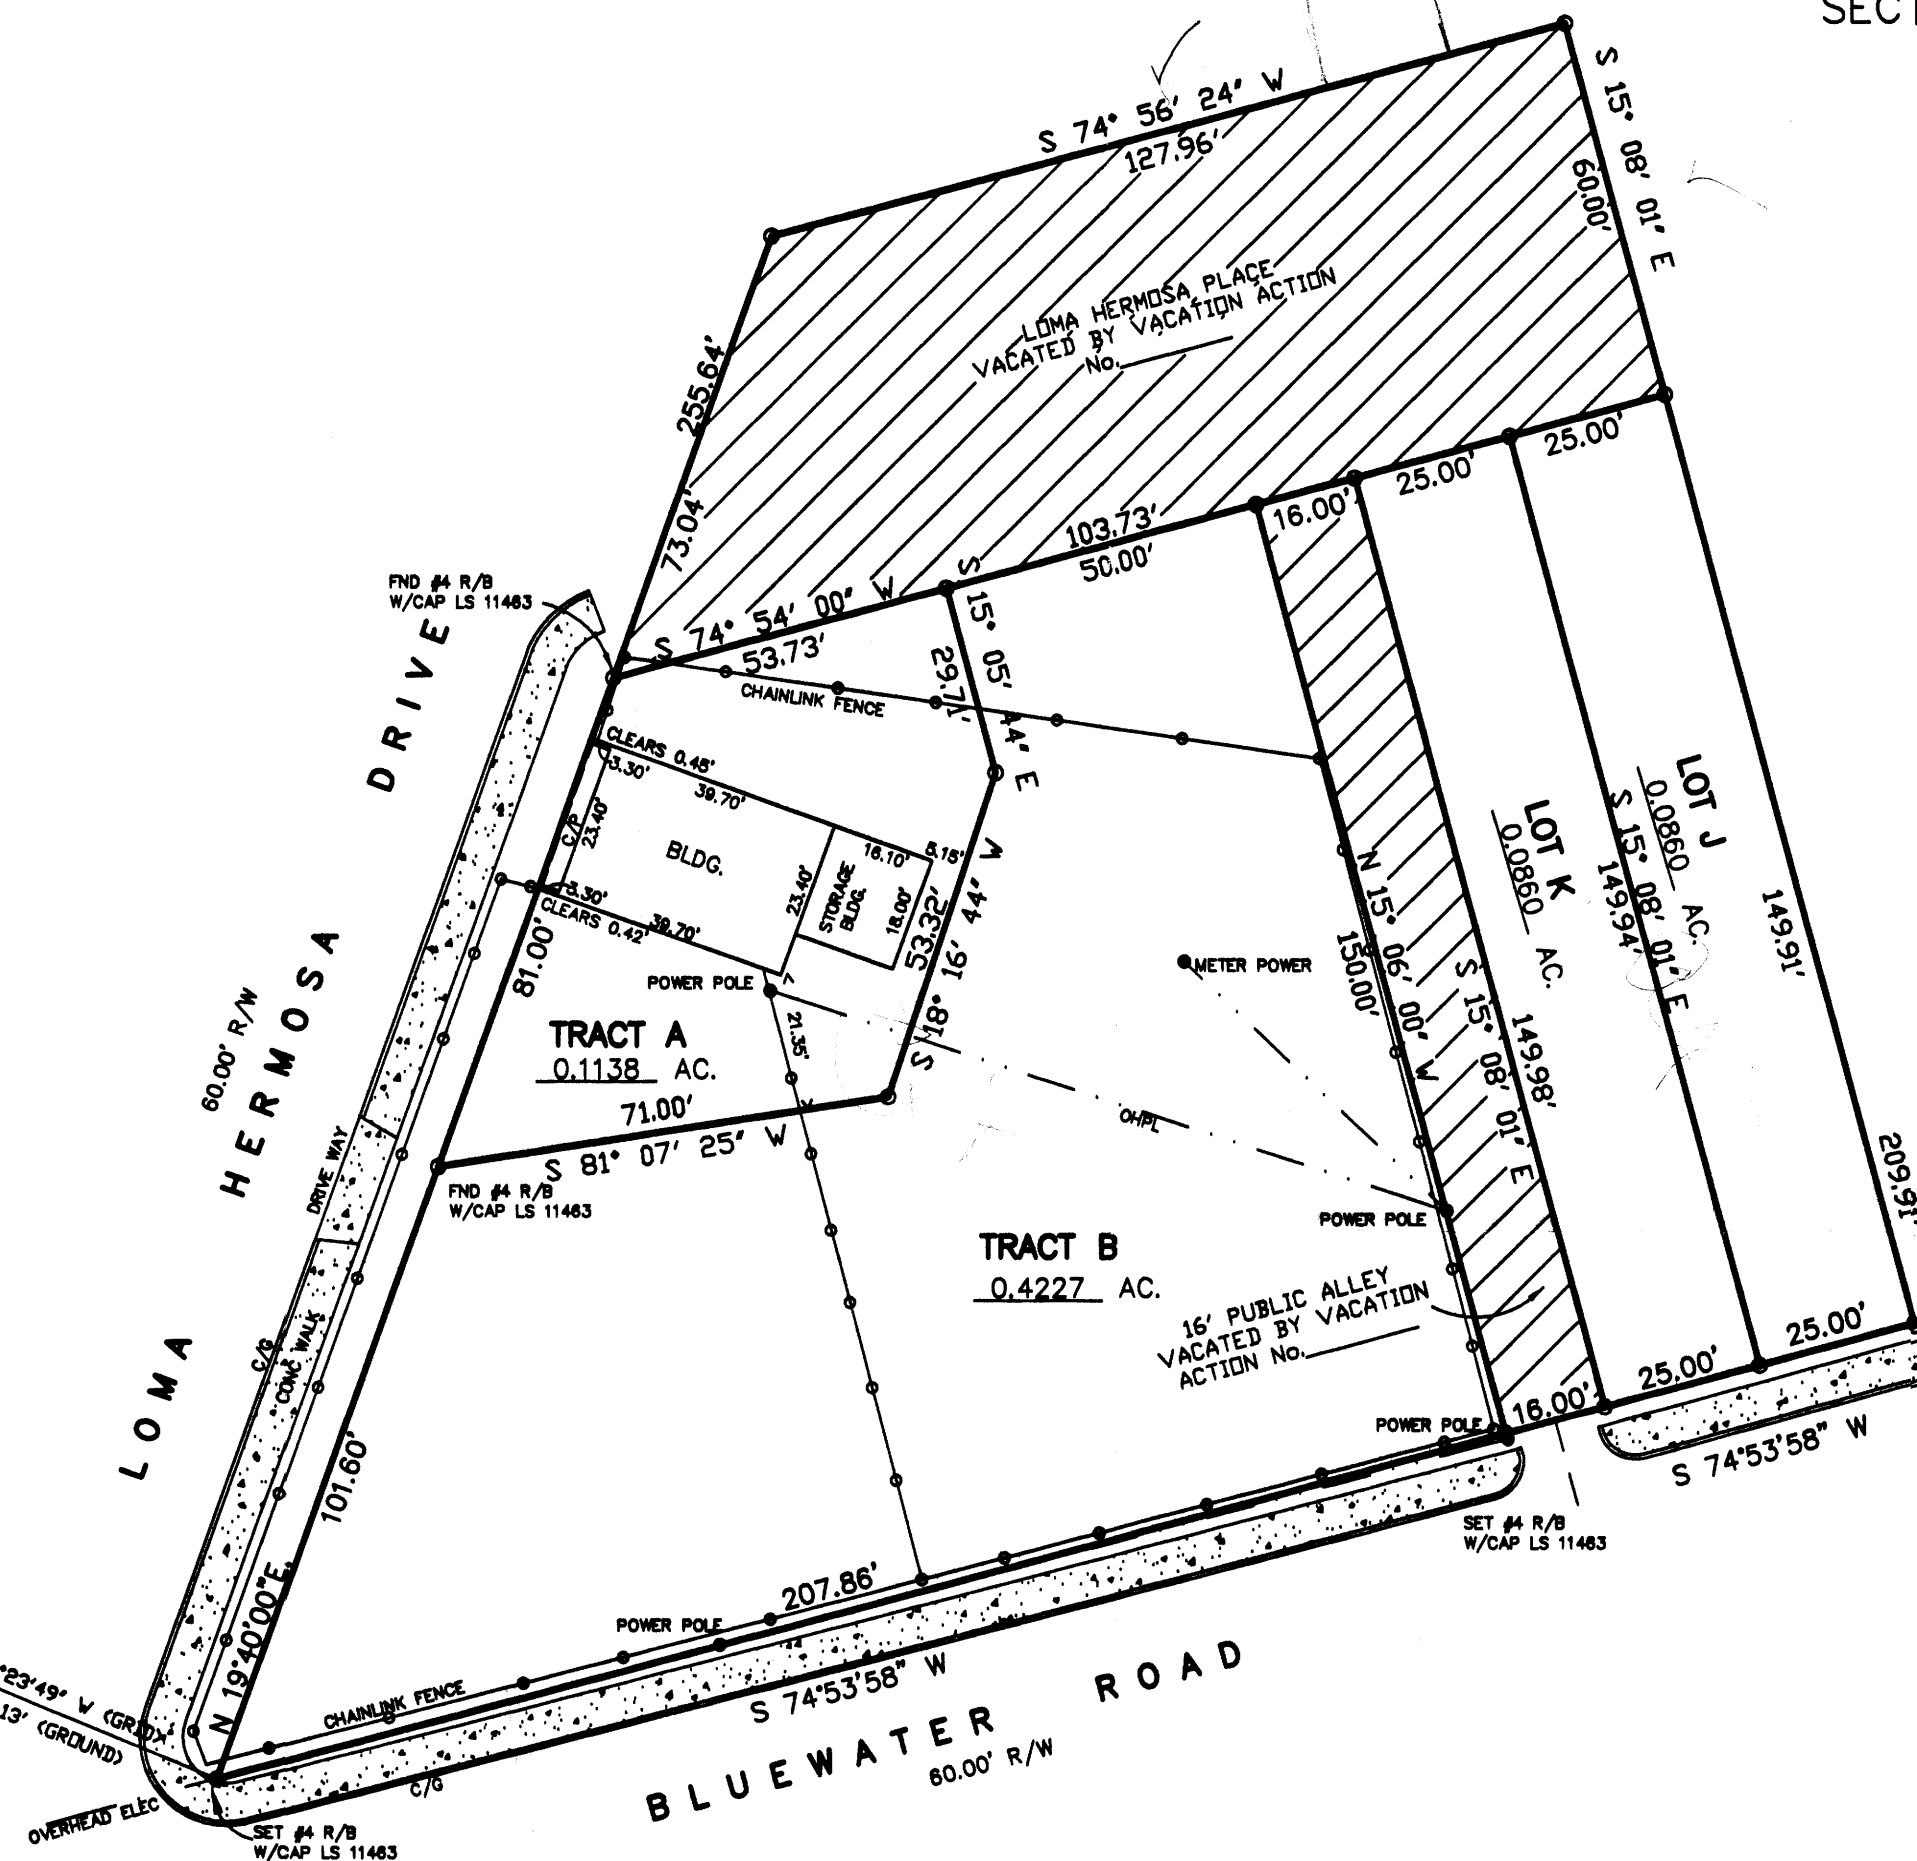 SECT
S 74° 56' 24" W
127.96'
S 15° 08' 01" E
60.00'
LOMA HERMOSA PLACE
VACATED BY VACATION ACTION
No.
255.64'
73.04'
25.00'
25.00'
16.00'
103.73'
50.00'
S 74° 54' 00" W
53.73'
S 15° 05' 44" E
29.71'
FND #4 R/B
W/CAP LS 11463
CHAINLINK FENCE
CLEARS 0.45'
3.30'
39.70'
C/P
23.40'
BLDG.
16.10'
5.15'
23.40'
STORAGE
BLDG.
18.00'
3.30'
CLEARS 0.42'
39.70'
81.00'
POWER POLE
21.35'
53.32'
S 18° 16' 44" W
METER POWER
TRACT A
0.1138 AC.
71.00'
S 81° 07' 25" W
FND #4 R/B
W/CAP LS 11463
OHPL
N 15° 06' 00" W
150.00'
S 15° 08' 01" E
149.98'
LOT K
0.0860 AC.
S 15° 08' 01" E
149.94'
LOT J
0.0860 AC.
149.91'
209.91'
POWER POLE
TRACT B
0.4227 AC.
16' PUBLIC ALLEY
VACATED BY VACATION
ACTION No.
LOMA HERMOSA DRIVE
60.00' R/W
DRIVE WAY
C/G
CONC WALK
101.60'
N 19°40'00" E
POWER POLE
16.00'
25.00'
25.00'
S 74°53'58" W
SET #4 R/B
W/CAP LS 11463
207.86'
POWER POLE
CHAINLINK FENCE
S 74°53'58" W
BLUEWATER ROAD
60.00' R/W
C/G
°23'49" W (GRID)
13' (GROUND)
OVERHEAD ELEC
SET #4 R/B
W/CAP LS 11463